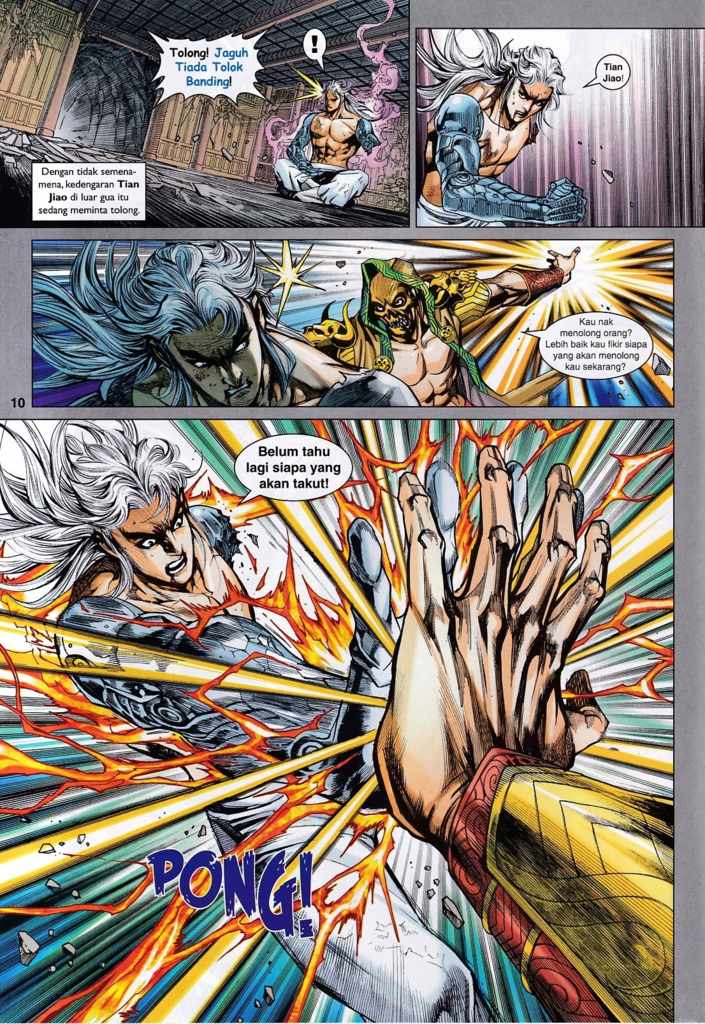 Tolong! Jaguh
Tiada Tolok
Banding!
!
Dengan tidak semena-
mena, kedengaran Tian
Jiao di luar gua itu
sedang meminta tolong.
Tian
Jiao!
Kau nak
menolong orang?
Lebih baik kau fikir siapa
yang akan menolong
kau sekarang?
10
Belum tahu
lagi siapa yang
akan takut!
PONG!